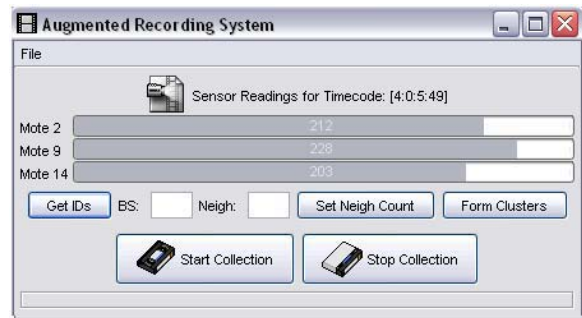 Augmented Recording System
File
Sensor Readings for Timecode: [4:0:5:49]
Mote 2 212
Mote 9 228
Mote 14 203
Get IDs BS: Neigh: Set Neigh Count Form Clusters
Start Collection Stop Collection